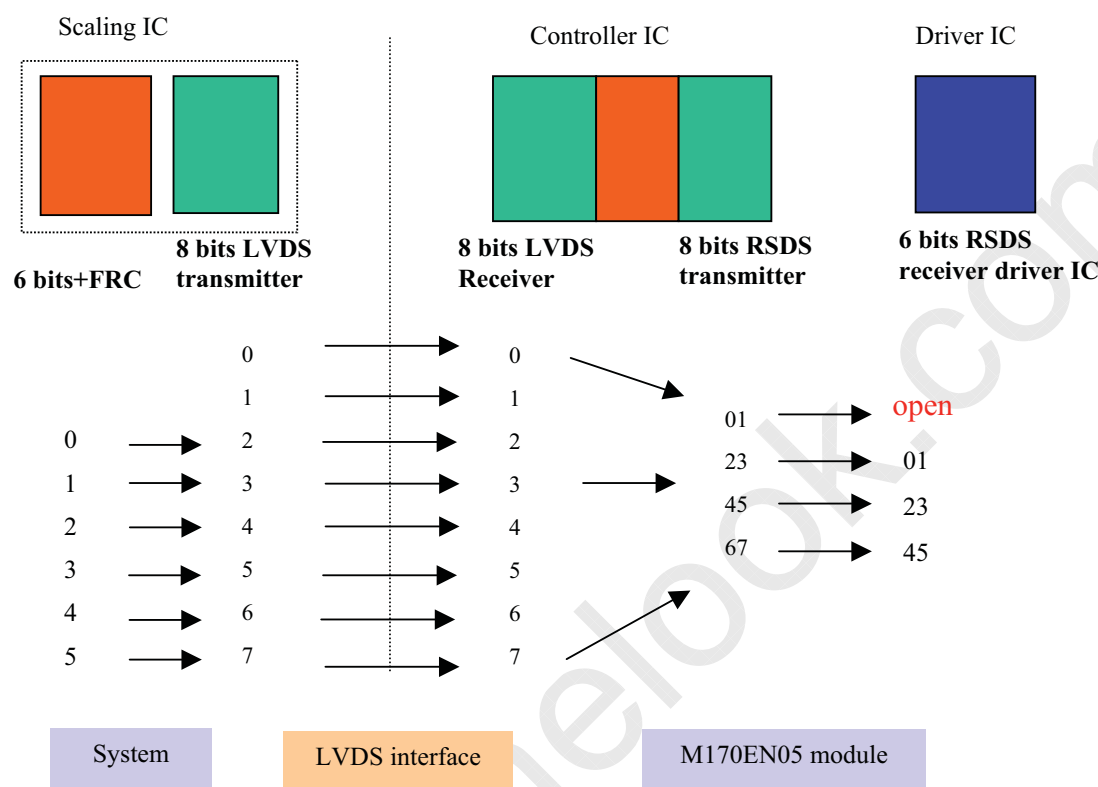 Scaling IC
Controller IC
Driver IC
6 bits+FRC
8 bits LVDS
transmitter
8 bits LVDS
Receiver
8 bits RSDS
transmitter
6 bits RSDS
receiver driver IC
0
1
2
3
4
5
0
1
2
3
4
5
6
7
0
1
2
3
4
5
6
7
01
23
45
67
open
01
23
45
System
LVDS interface
M170EN05 module
nelook.com